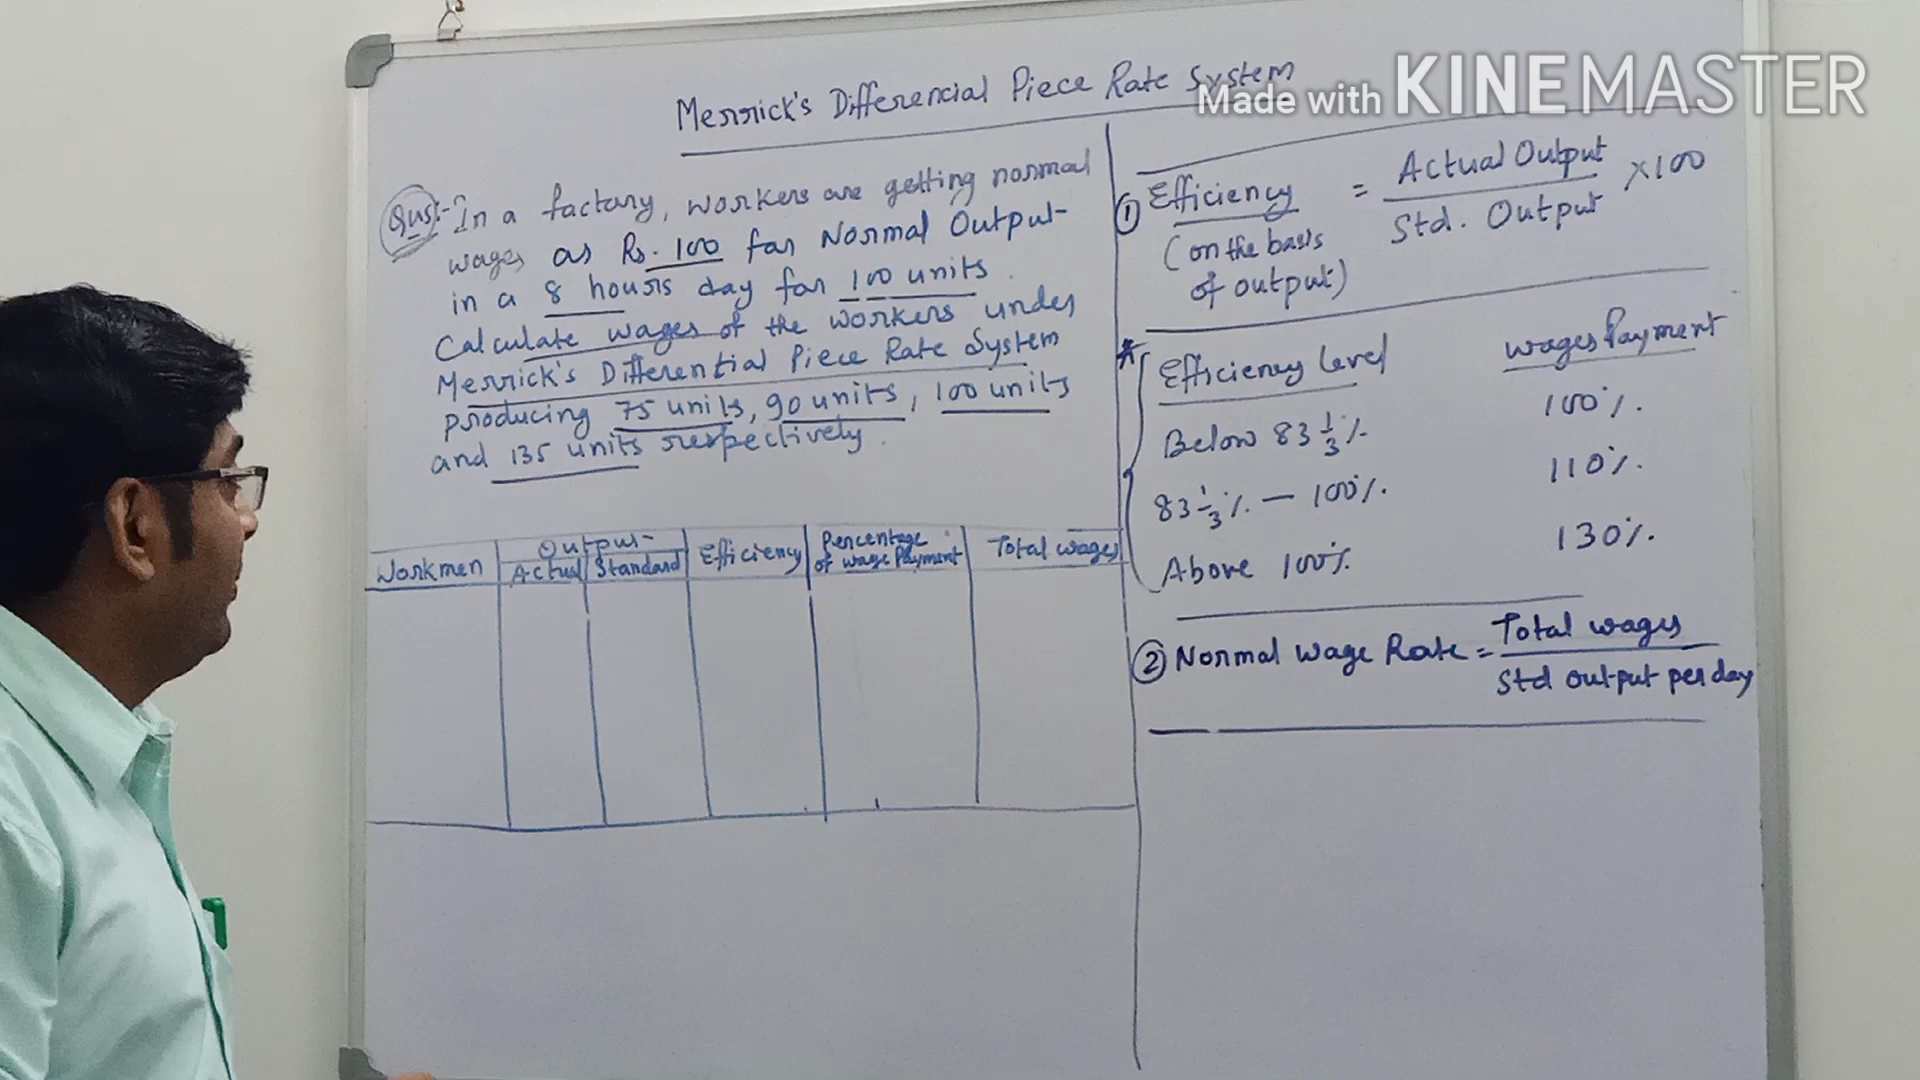 Merrick's Differencial Piece Rate System
Made with KINEMASTER
Qus:- In a factory, workers are getting normal
wages as Rs. 100 for Normal Output
in a 8 hours day for 100 units.
Calculate wages of the workers under
Merrick's Differential Piece Rate System
producing 75 units, 90 units, 100 units
and 135 units respectively.
Workmen Output Efficiency Percentage of wage Payment Total wages
Actual Standard
① Efficiency = Actual Output / Std. Output × 100
(on the basis
of output)
* Efficiency level wages Payment
Below 83 1/3 % 100%.
83 1/3 % — 100%. 110%.
Above 100% 130%.
② Normal wage Rate = Total wages / Std output per day